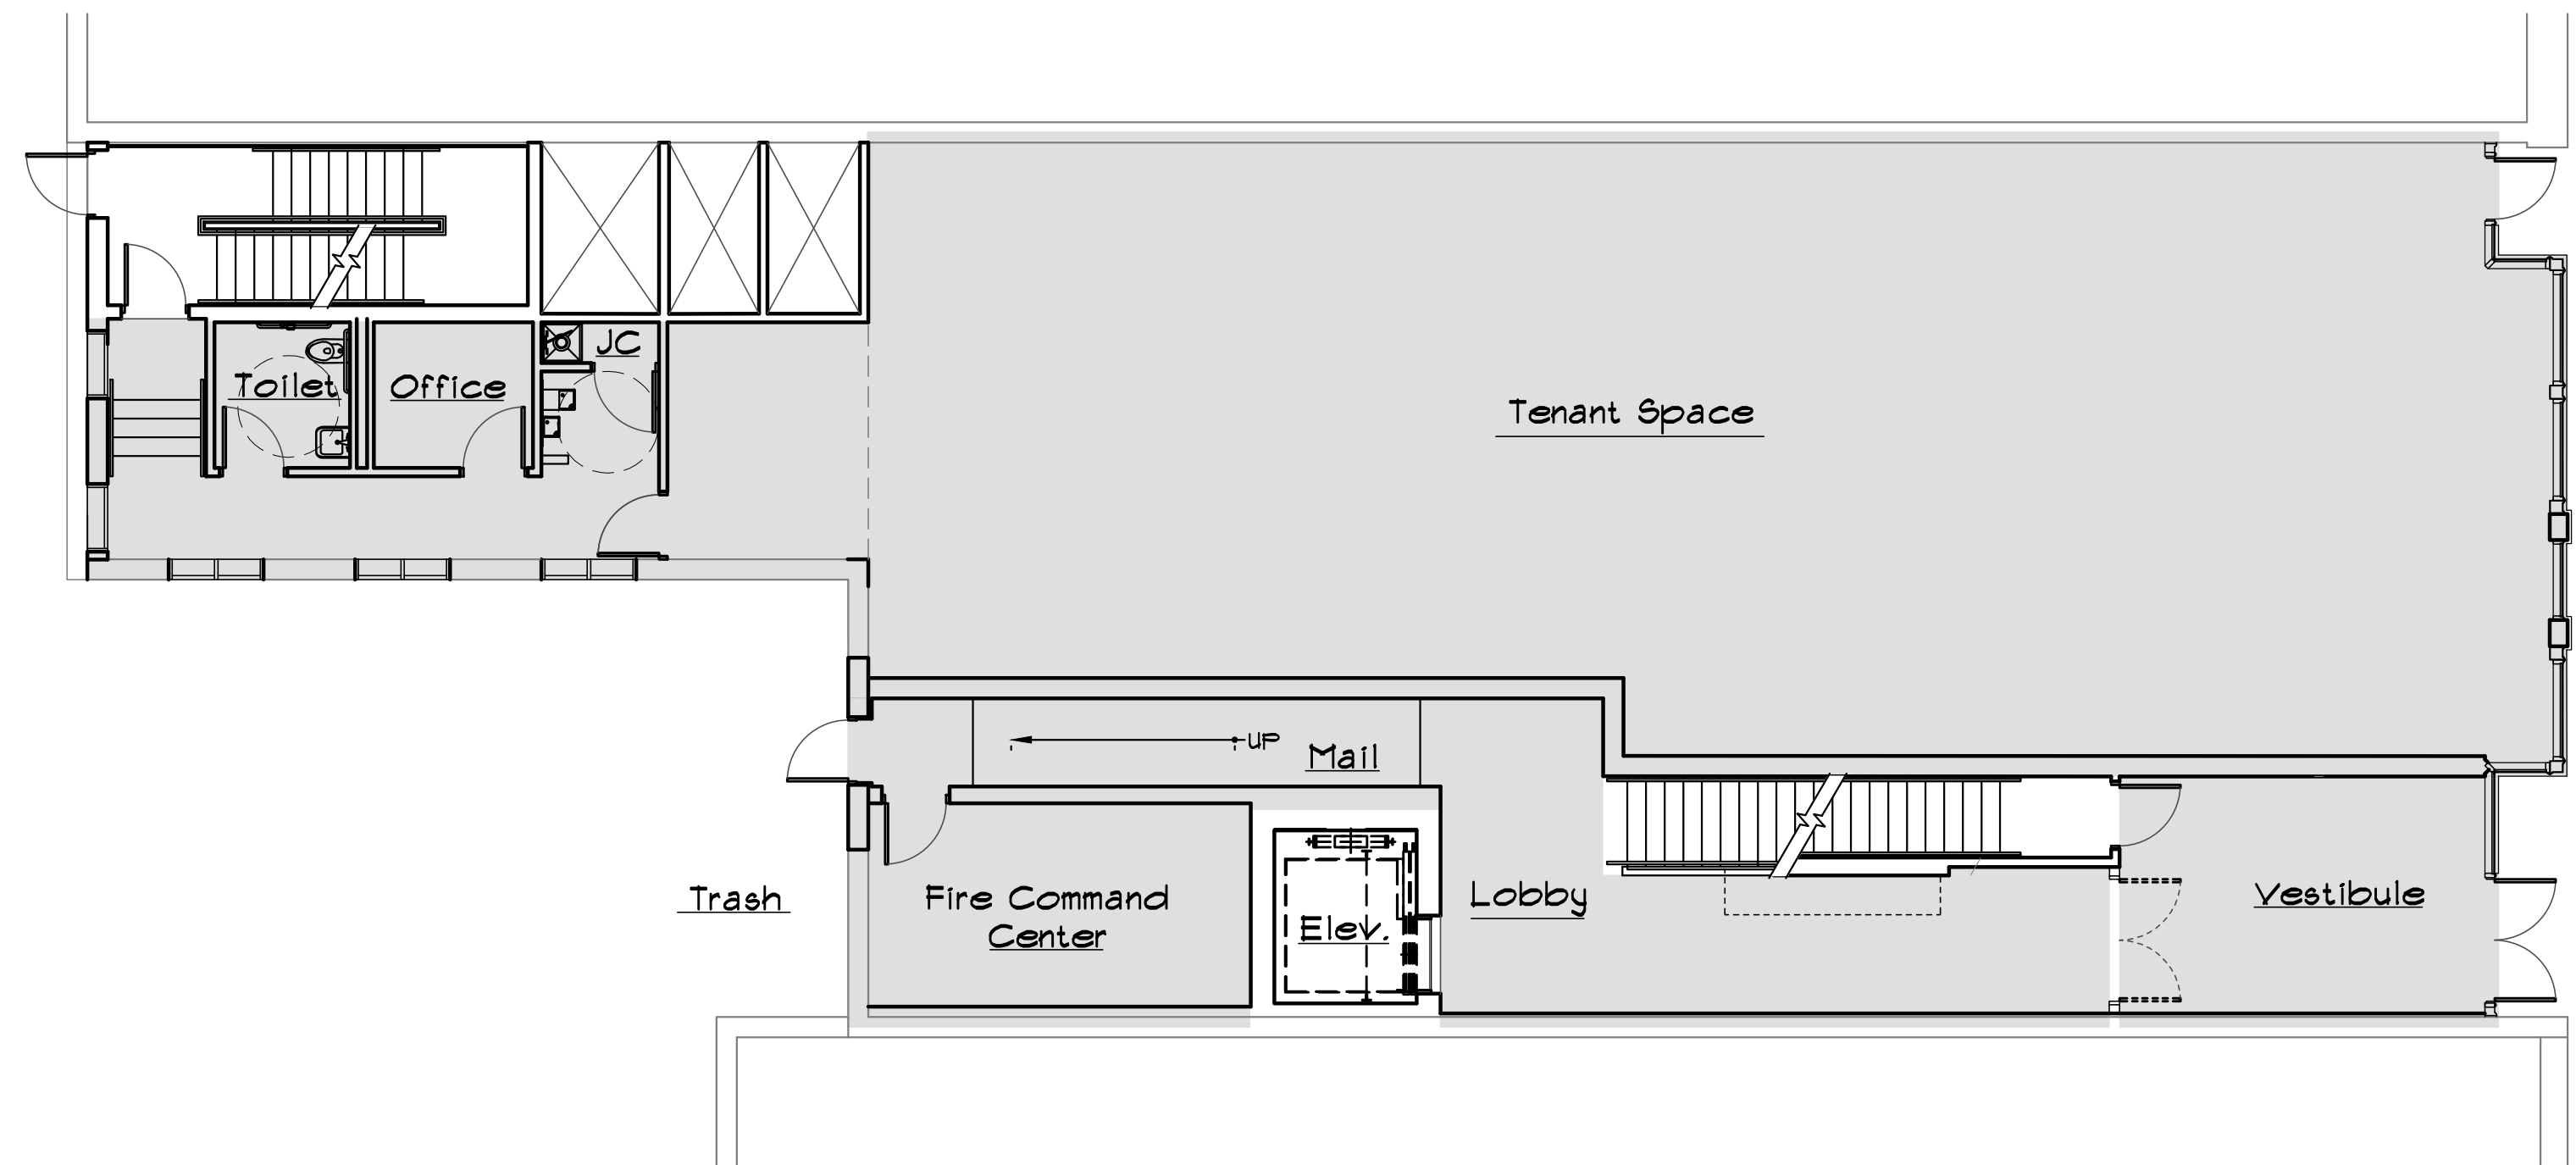 JC
Toilet
Office
Tenant Space
UP
Mail
Trash
Fire Command
Center
Elev.
Lobby
Vestibule